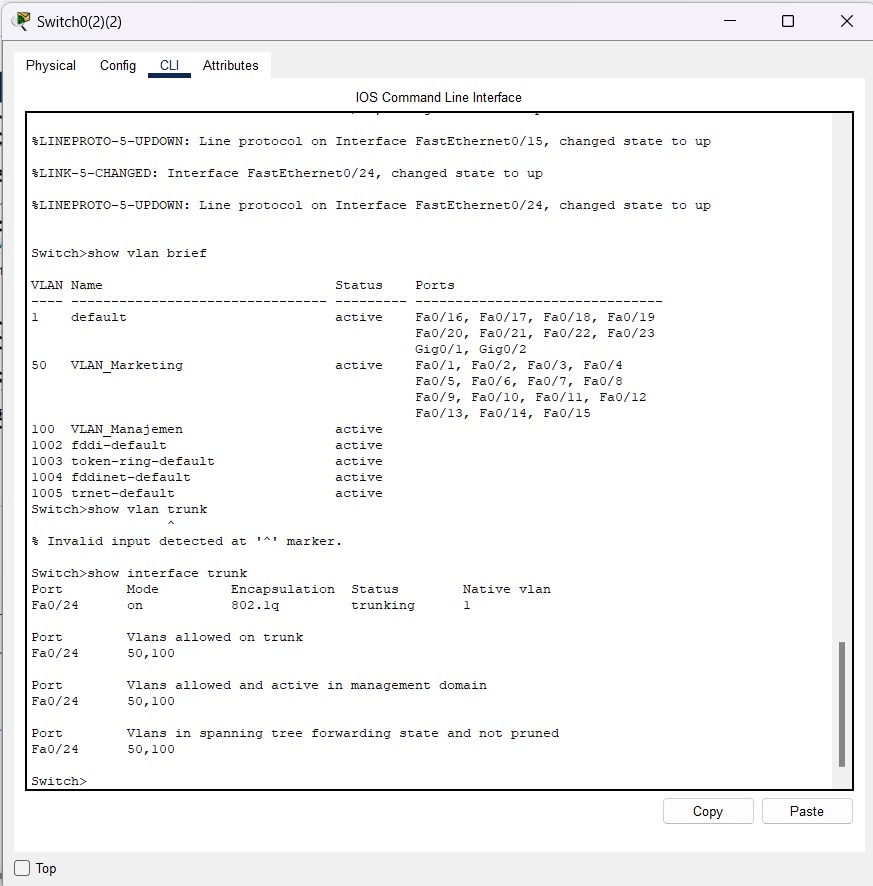 Switch0(2)(2)
Physical Config CLI Attributes
IOS Command Line Interface
%LINEPROTO-5-UPDOWN: Line protocol on Interface FastEthernet0/15, changed state to up
%LINK-5-CHANGED: Interface FastEthernet0/24, changed state to up
%LINEPROTO-5-UPDOWN: Line protocol on Interface FastEthernet0/24, changed state to up
Switch>show vlan brief
VLAN Name                             Status    Ports
---- -------------------------------- --------- -------------------------------
1    default                          active    Fa0/16, Fa0/17, Fa0/18, Fa0/19
                                                Fa0/20, Fa0/21, Fa0/22, Fa0/23
                                                Gig0/1, Gig0/2
50   VLAN_Marketing                   active    Fa0/1, Fa0/2, Fa0/3, Fa0/4
                                                Fa0/5, Fa0/6, Fa0/7, Fa0/8
                                                Fa0/9, Fa0/10, Fa0/11, Fa0/12
                                                Fa0/13, Fa0/14, Fa0/15
100  VLAN_Manajemen                   active
1002 fddi-default                     active
1003 token-ring-default               active
1004 fddinet-default                  active
1005 trnet-default                    active
Switch>show vlan trunk
                 ^
% Invalid input detected at '^' marker.
Switch>show interface trunk
Port        Mode         Encapsulation  Status        Native vlan
Fa0/24      on           802.1q         trunking      1
Port        Vlans allowed on trunk
Fa0/24      50,100
Port        Vlans allowed and active in management domain
Fa0/24      50,100
Port        Vlans in spanning tree forwarding state and not pruned
Fa0/24      50,100
Switch>
Copy Paste
Top